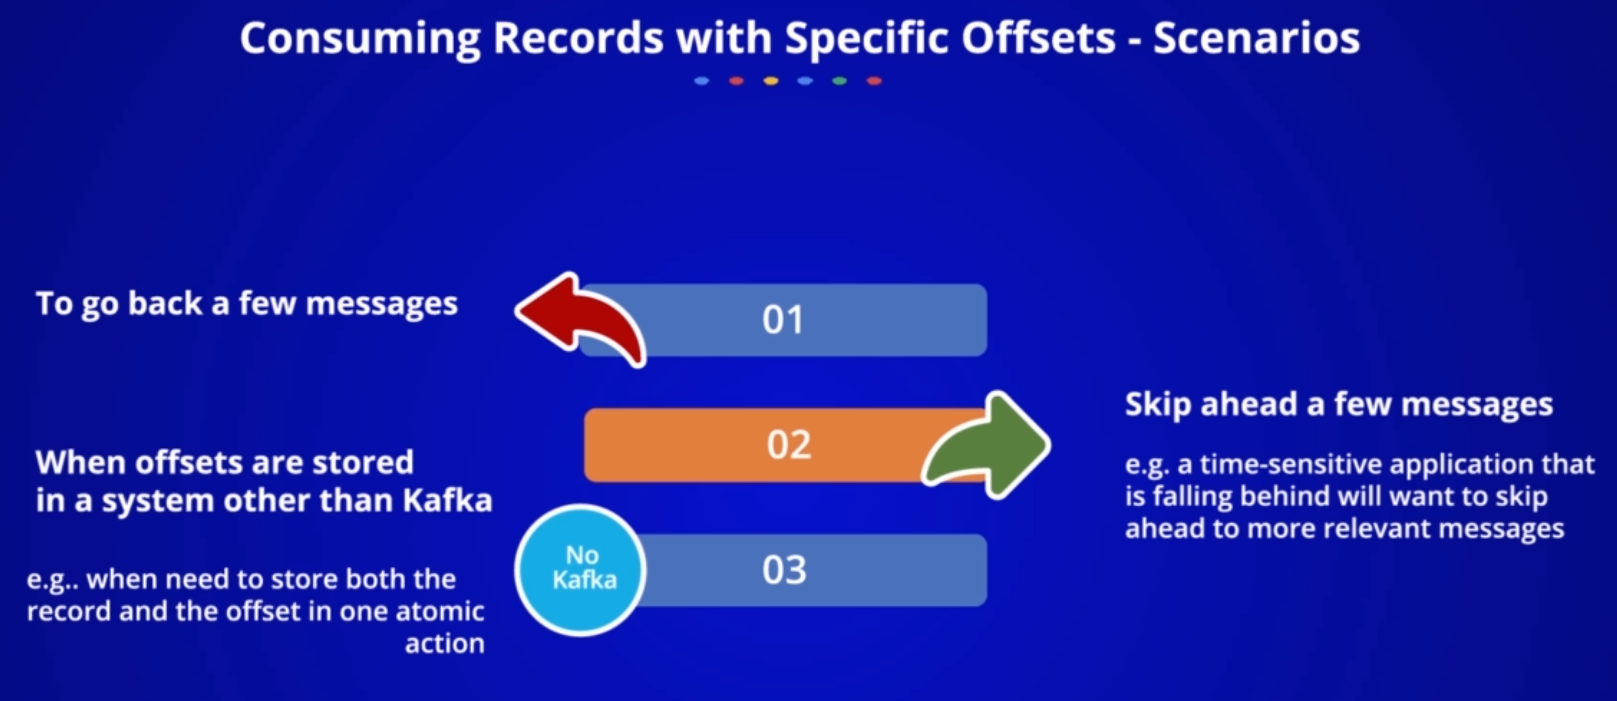 Consuming Records with Specific Offsets - Scenarios
To go back a few messages
01
02
Skip ahead a few messages
e.g. a time-sensitive application that
is falling behind will want to skip
ahead to more relevant messages
When offsets are stored
in a system other than Kafka
e.g.. when need to store both the
record and the offset in one atomic
action
No
Kafka
03